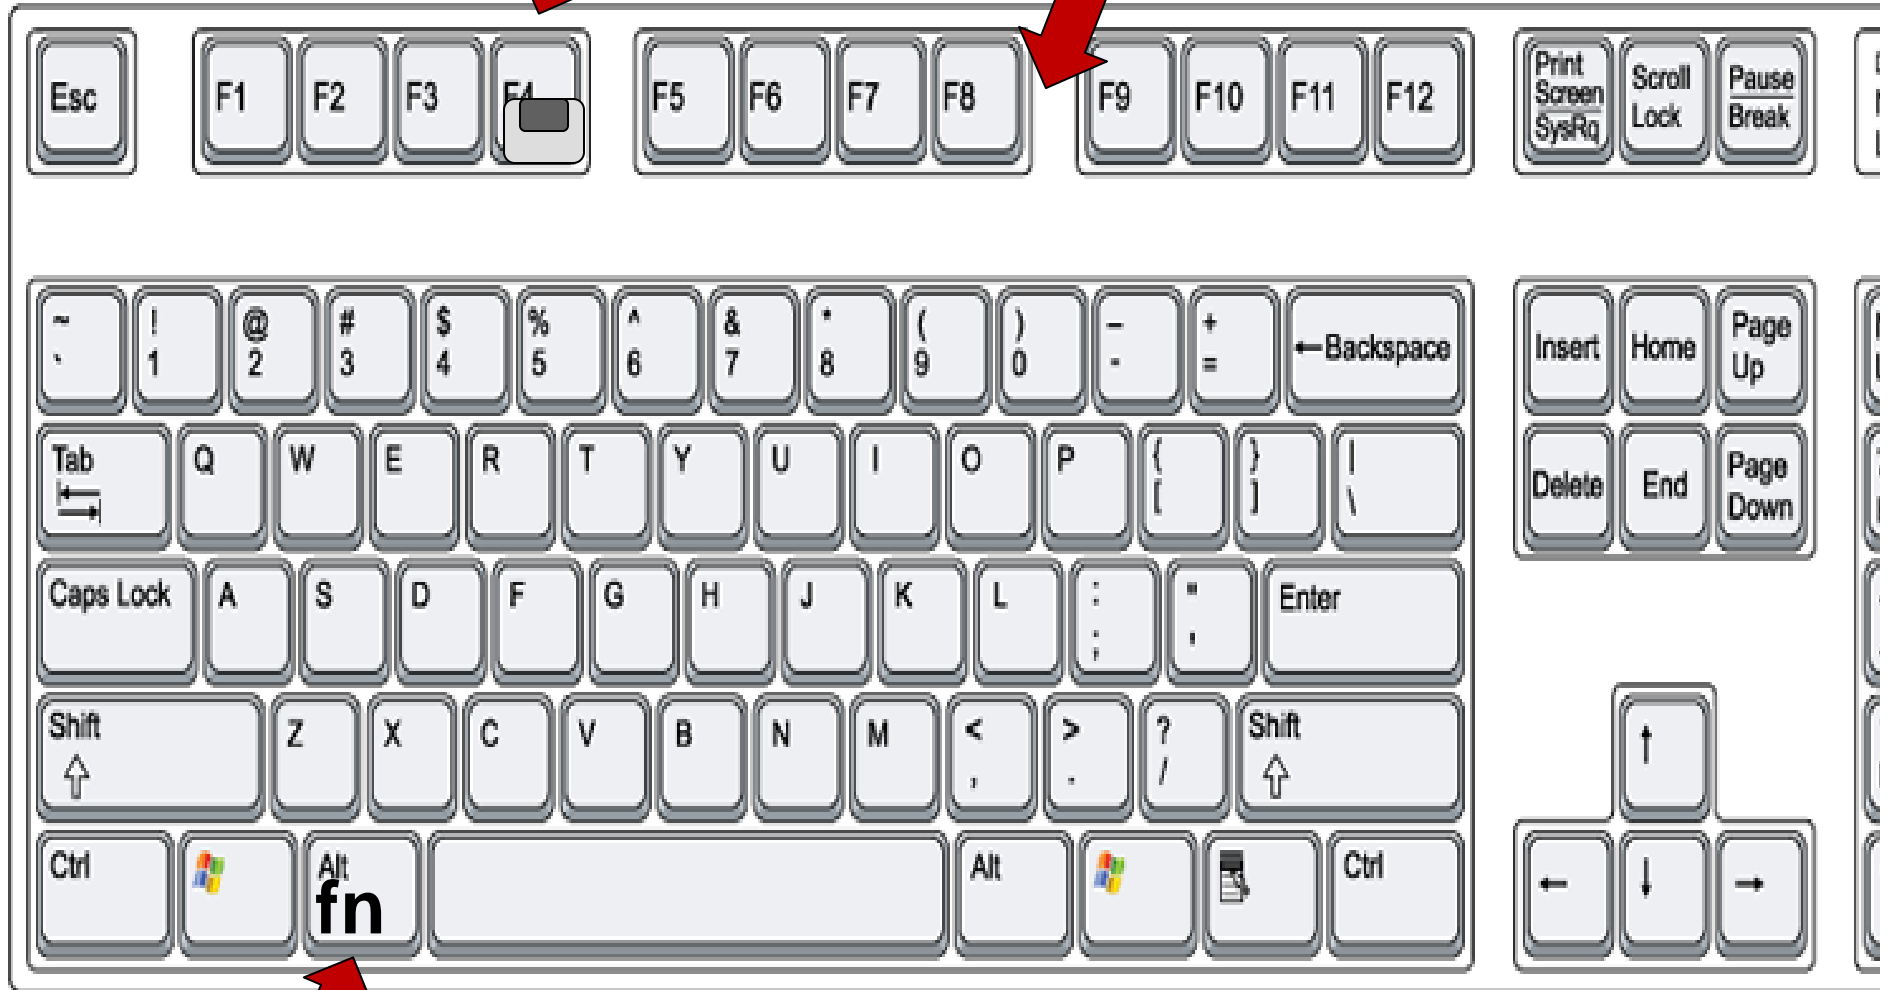 Esc F1 F2 F3 F4 F5 F6 F7 F8 F9 F10 F11 F12 Print Scroll Pause
Screen Lock Break
SysRq
~ ! @ # $ % ^ & * ( ) – + ←Backspace Insert Home Page
` 1 2 3 4 5 6 7 8 9 0 - = Up
Tab Q W E R T Y U I O P { } | Delete End Page
[ ] \ Down
Caps Lock A S D F G H J K L : " Enter
; '
Shift Z X C V B N M < > ? Shift ↑
⇧ , . / ⇧
Ctrl Alt Alt Ctrl ← ↓ →
fn